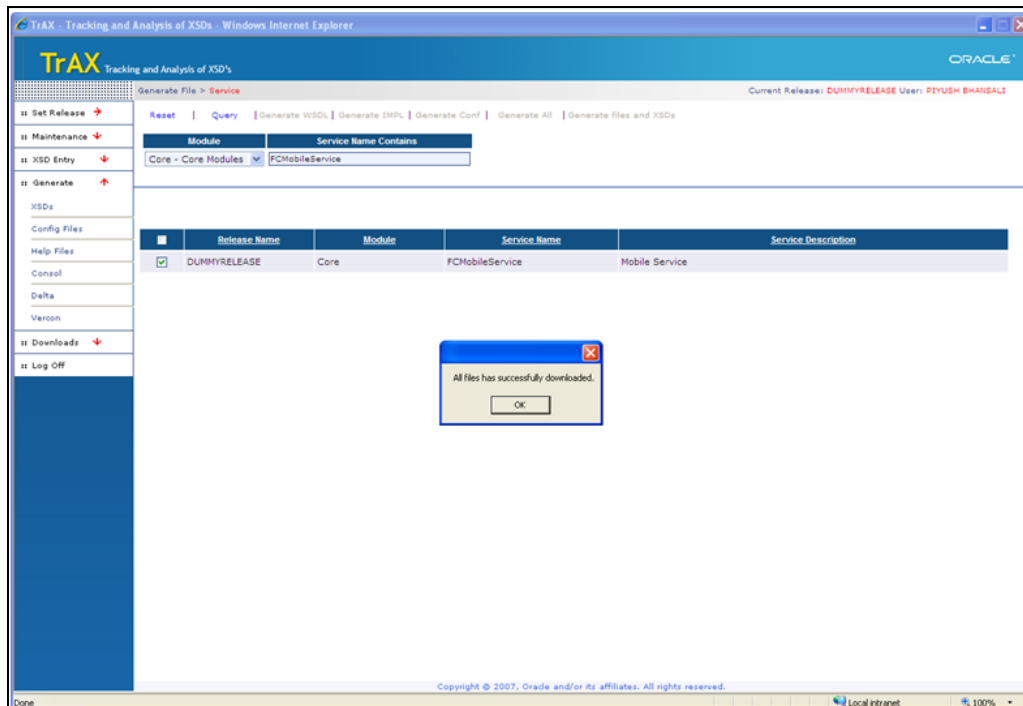 TrAX - Tracking and Analysis of XSDs - Windows Internet Explorer
TrAX Tracking and Analysis of XSD's
ORACLE
Generate File > Service
Current Release: DUMMYRELEASE User: PIYUSH BHANSALI
Set Release
Maintenance
XSD Entry
Generate
XSDs
Config Files
Help Files
Consol
Delta
Vercon
Downloads
Log Off
Reset | Query | Generate WSDL | Generate IMPL | Generate Conf | Generate All | Generate files and XSDs
Module Service Name Contains
Core - Core Modules FCMobileService
Release Name Module Service Name Service Description
DUMMYRELEASE Core FCMobileService Mobile Service
All files has successfully downloaded.
OK
Copyright @ 2007, Oracle and/or its affiliates. All rights reserved.
Done Local intranet 100%